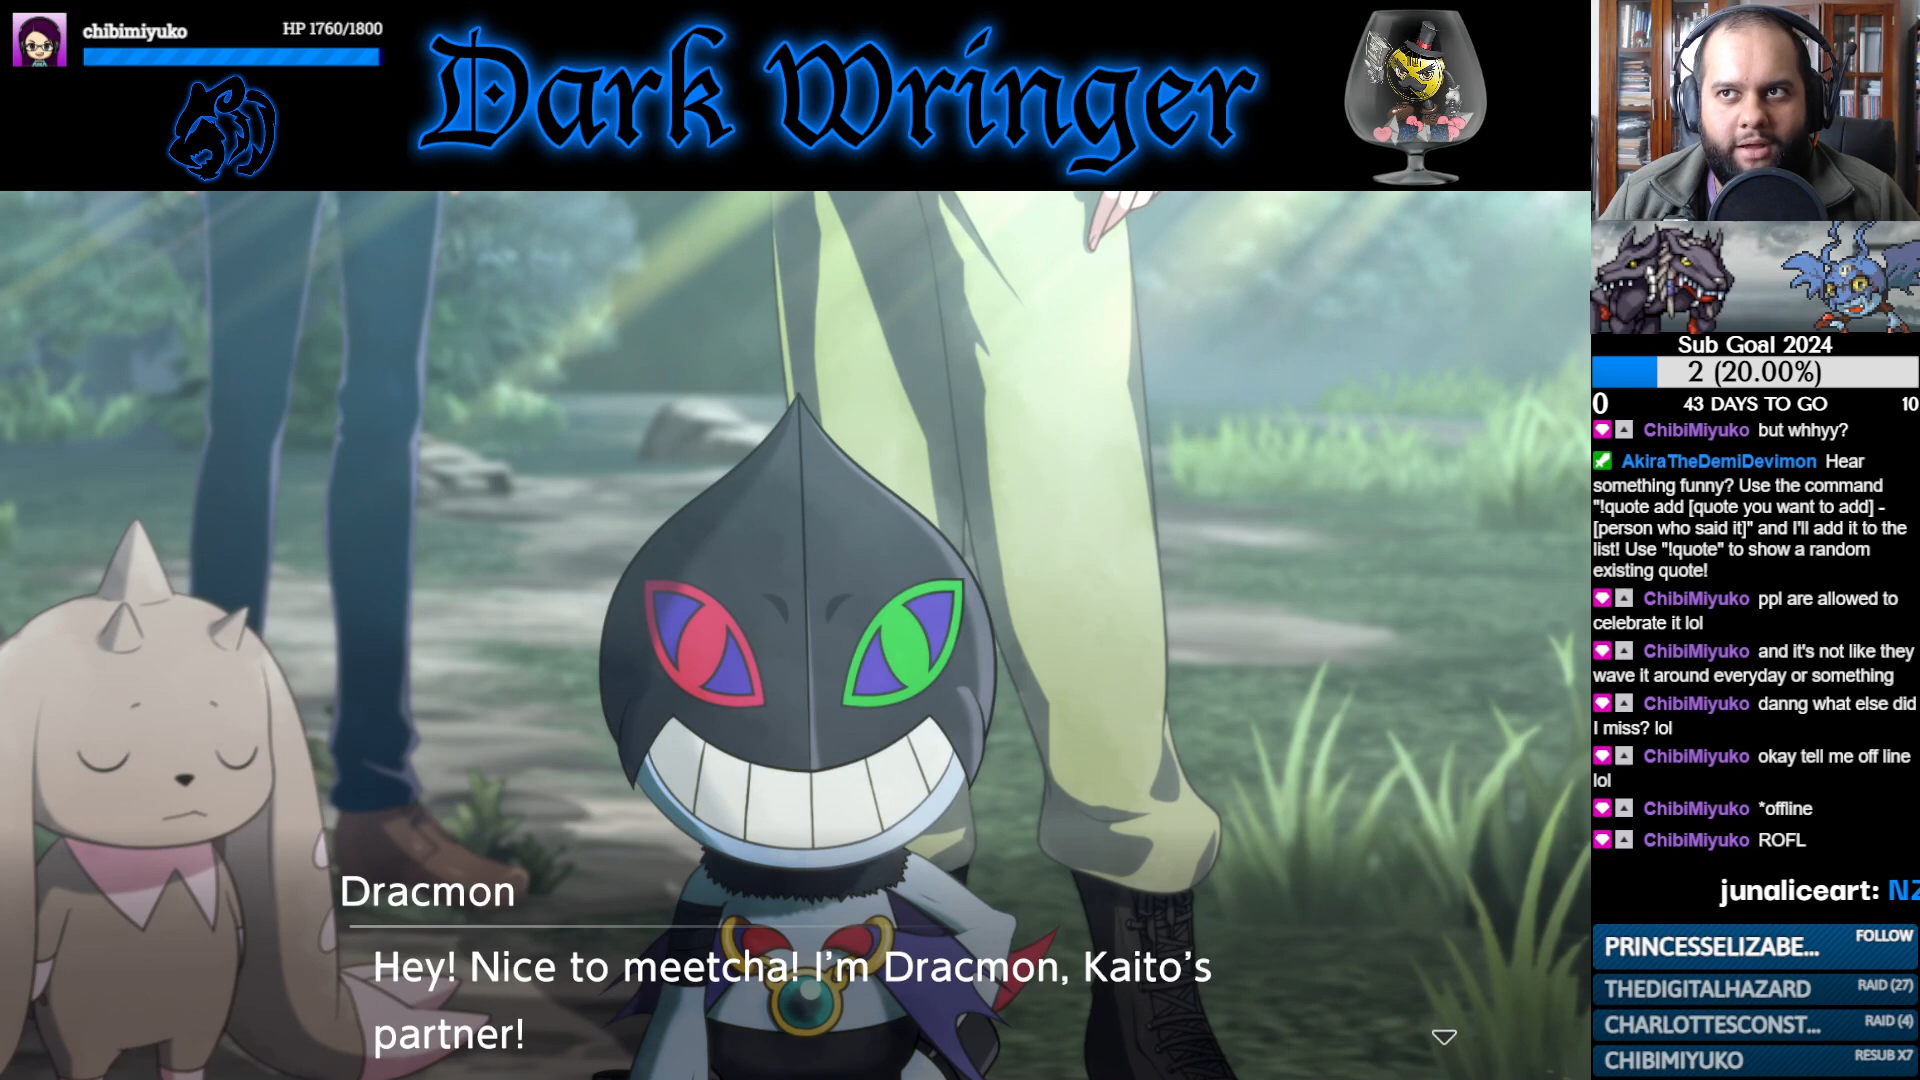 chibimiyuko
HP 1760/1800
Dark Wringer
Dracmon
Hey! Nice to meetcha! I'm Dracmon, Kaito's
partner!
Sub Goal 2024
2 (20.00%)
0
43 DAYS TO GO
10
ChibiMiyuko but whhyy?
AkiraTheDemiDevimon Hear
something funny? Use the command
"!quote add [quote you want to add] -
[person who said it]" and I'll add it to the
list! Use "!quote" to show a random
existing quote!
ChibiMiyuko ppl are allowed to
celebrate it lol
ChibiMiyuko and it's not like they
wave it around everyday or something
ChibiMiyuko danng what else did
I miss? lol
ChibiMiyuko okay tell me off line
lol
ChibiMiyuko *offline
ChibiMiyuko ROFL
junaliceart: NZ
PRINCESSELIZABE...
FOLLOW
THEDIGITALHAZARD
RAID (27)
CHARLOTTESCONST...
RAID (4)
CHIBIMIYUKO
RESUB X7